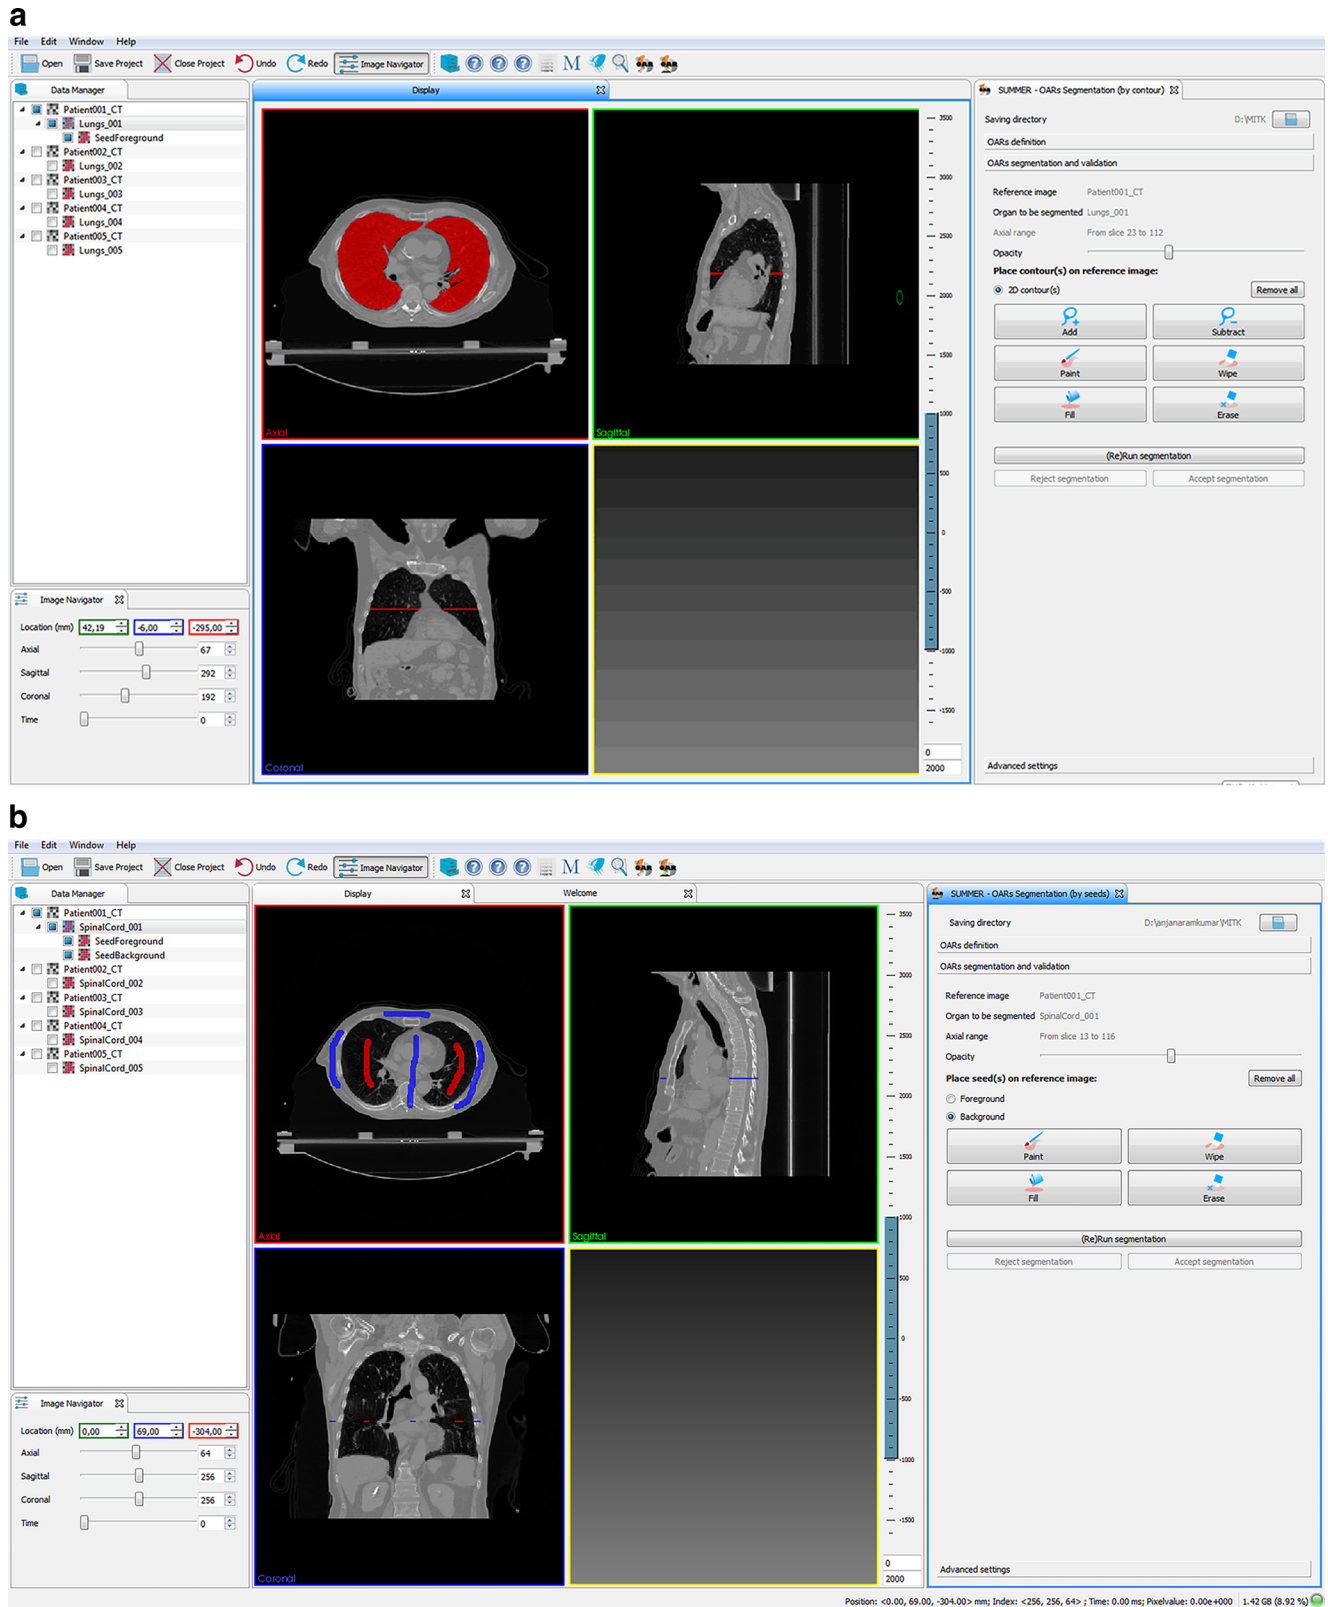 a
File Edit Window Help
Open Save Project Close Project Undo Redo Image Navigator M
Data Manager
Patient001_CT
Lungs_001
SeedForeground
Patient002_CT
Lungs_002
Patient003_CT
Lungs_003
Patient004_CT
Lungs_004
Patient005_CT
Lungs_005
Image Navigator
Location (mm) 42,19 -6,00 -295,00
Axial 67
Sagittal 292
Coronal 192
Time 0
Display
Axial
Sagittal
Coronal
3500
3000
2500
2000
1500
1000
500
0
-500
-1000
-1500
0
2000
SUMMER - OARs Segmentation (by contour)
Saving directory D:\MITK
OARs definition
OARs segmentation and validation
Reference image Patient001_CT
Organ to be segmented Lungs_001
Axial range From slice 23 to 112
Opacity
Place contour(s) on reference image:
2D contour(s) Remove all
Add Subtract
Paint Wipe
Fill Erase
(Re)Run segmentation
Reject segmentation Accept segmentation
Advanced settings
b
File Edit Window Help
Open Save Project Close Project Undo Redo Image Navigator M
Data Manager
Patient001_CT
SpinalCord_001
SeedForeground
SeedBackground
Patient002_CT
SpinalCord_002
Patient003_CT
SpinalCord_003
Patient004_CT
SpinalCord_004
Patient005_CT
SpinalCord_005
Image Navigator
Location (mm) 0,00 69,00 -304,00
Axial 64
Sagittal 256
Coronal 256
Time 0
Display Welcome
Axial
Sagittal
Coronal
3500
3000
2500
2000
1500
1000
500
0
-500
-1000
-1500
0
2000
SUMMER - OARs Segmentation (by seeds)
Saving directory D:\anjanaramkumar\MITK
OARs definition
OARs segmentation and validation
Reference image Patient001_CT
Organ to be segmented SpinalCord_001
Axial range From slice 13 to 116
Opacity
Place seed(s) on reference image: Remove all
Foreground
Background
Paint Wipe
Fill Erase
(Re)Run segmentation
Reject segmentation Accept segmentation
Advanced settings
Position: <0.00, 69.00, -304.00> mm; Index: <256, 256, 64> ; Time: 0.00 ms; Pixelvalue: 0.00e+000 1.42 GB (8.92 %)